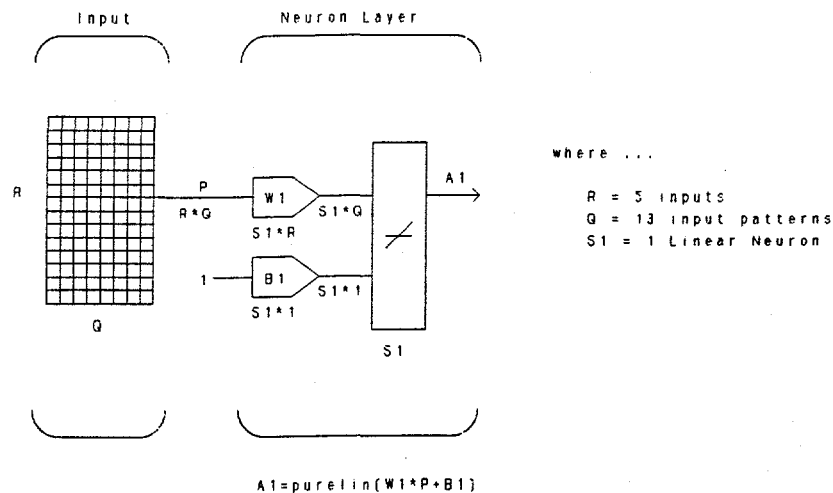 Input
Neuron Layer
R
Q
P
R*Q
W1
S1*R
S1*Q
1
B1
S1*1
S1*1
S1
A1
where ...
R = 5 inputs
Q = 13 input patterns
S1 = 1 Linear Neuron
A1=purelin(W1*P+B1)